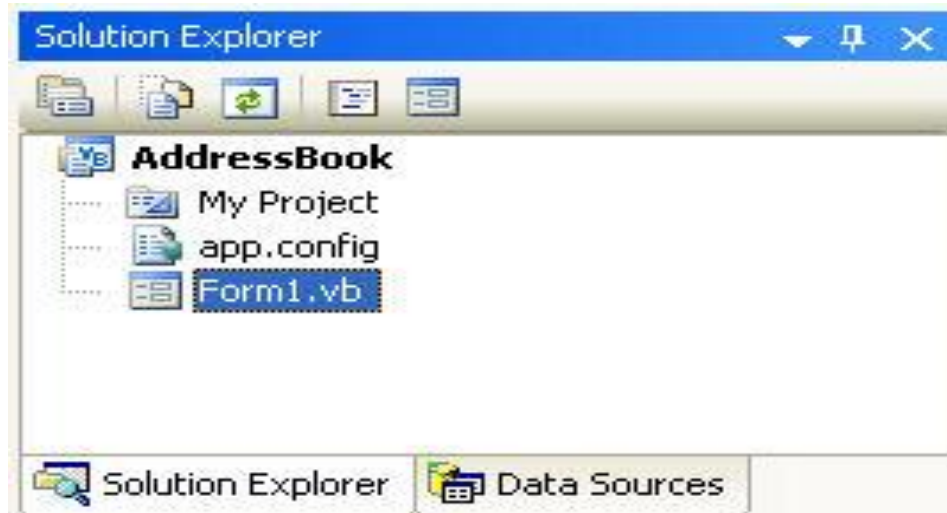 Solution Explorer
AddressBook
My Project
app.config
Form1.vb
Solution Explorer Data Sources